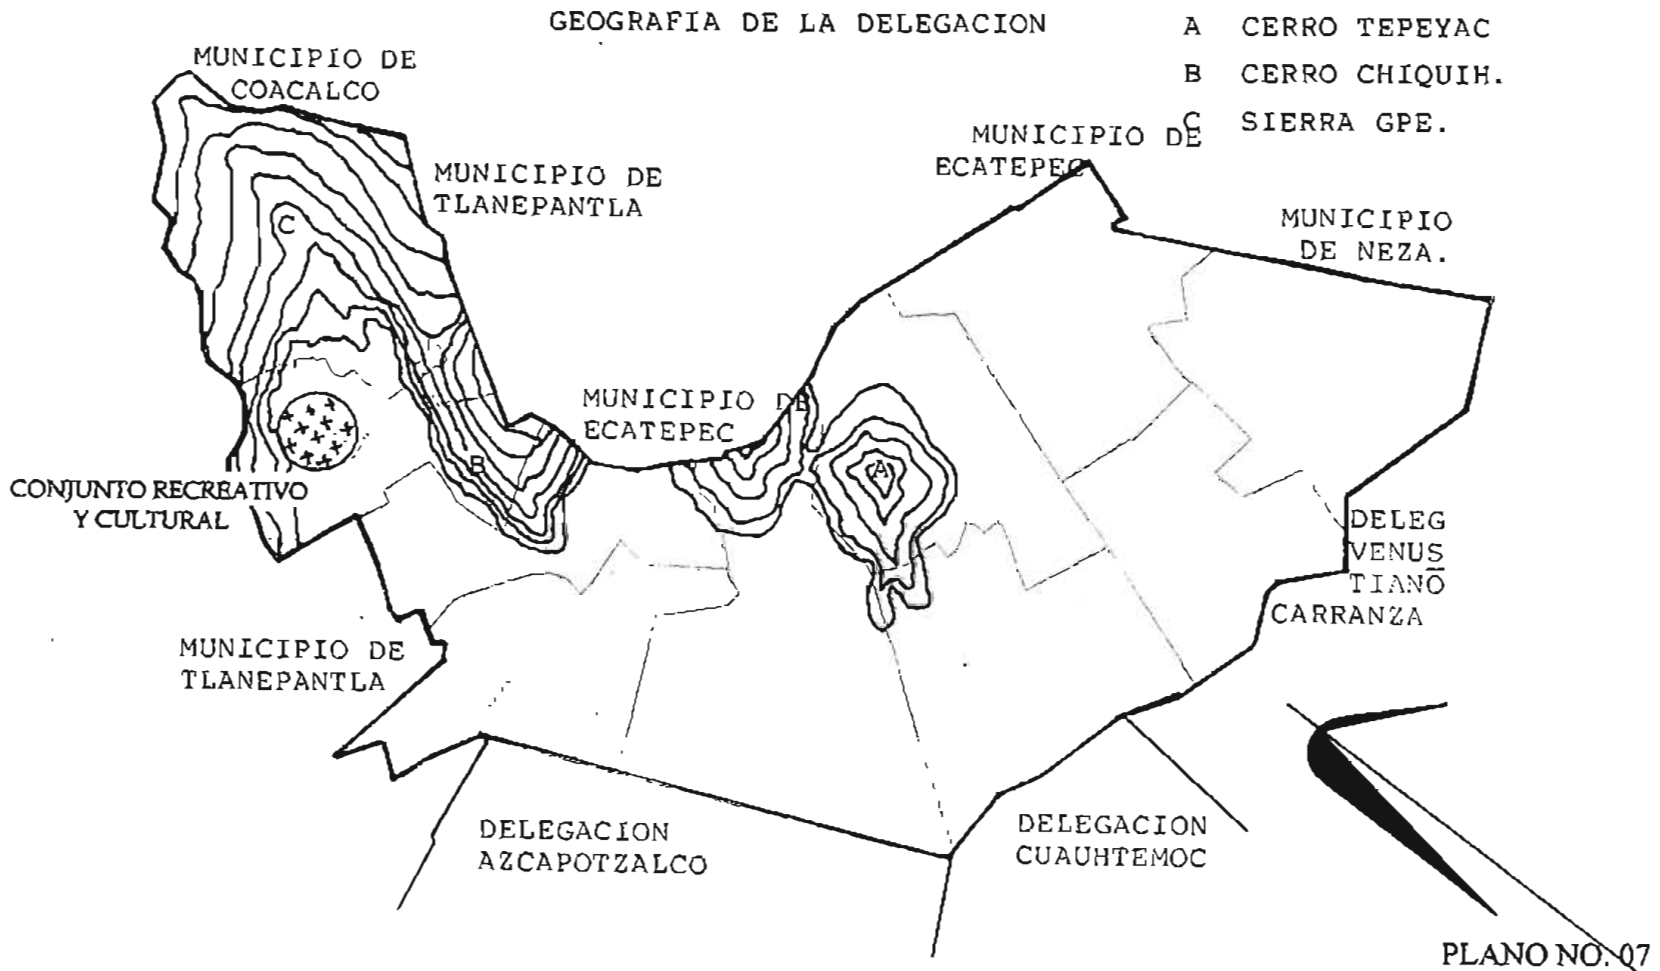 GEOGRAFIA DE LA DELEGACION
A CERRO TEPEYAC
B CERRO CHIQUIH.
C SIERRA GPE.
MUNICIPIO DE
COACALCO
MUNICIPIO DE
TLANEPANTLA
MUNICIPIO DE
ECATEPEC
MUNICIPIO
DE NEZA.
C
MUNICIPIO DE
ECATEPEC
A
B
CONJUNTO RECREATIVO
Y CULTURAL
DELEG
VENUS
TIANO
CARRANZA
MUNICIPIO DE
TLANEPANTLA
DELEGACION
AZCAPOTZALCO
DELEGACION
CUAUHTEMOC
PLANO NO. 07